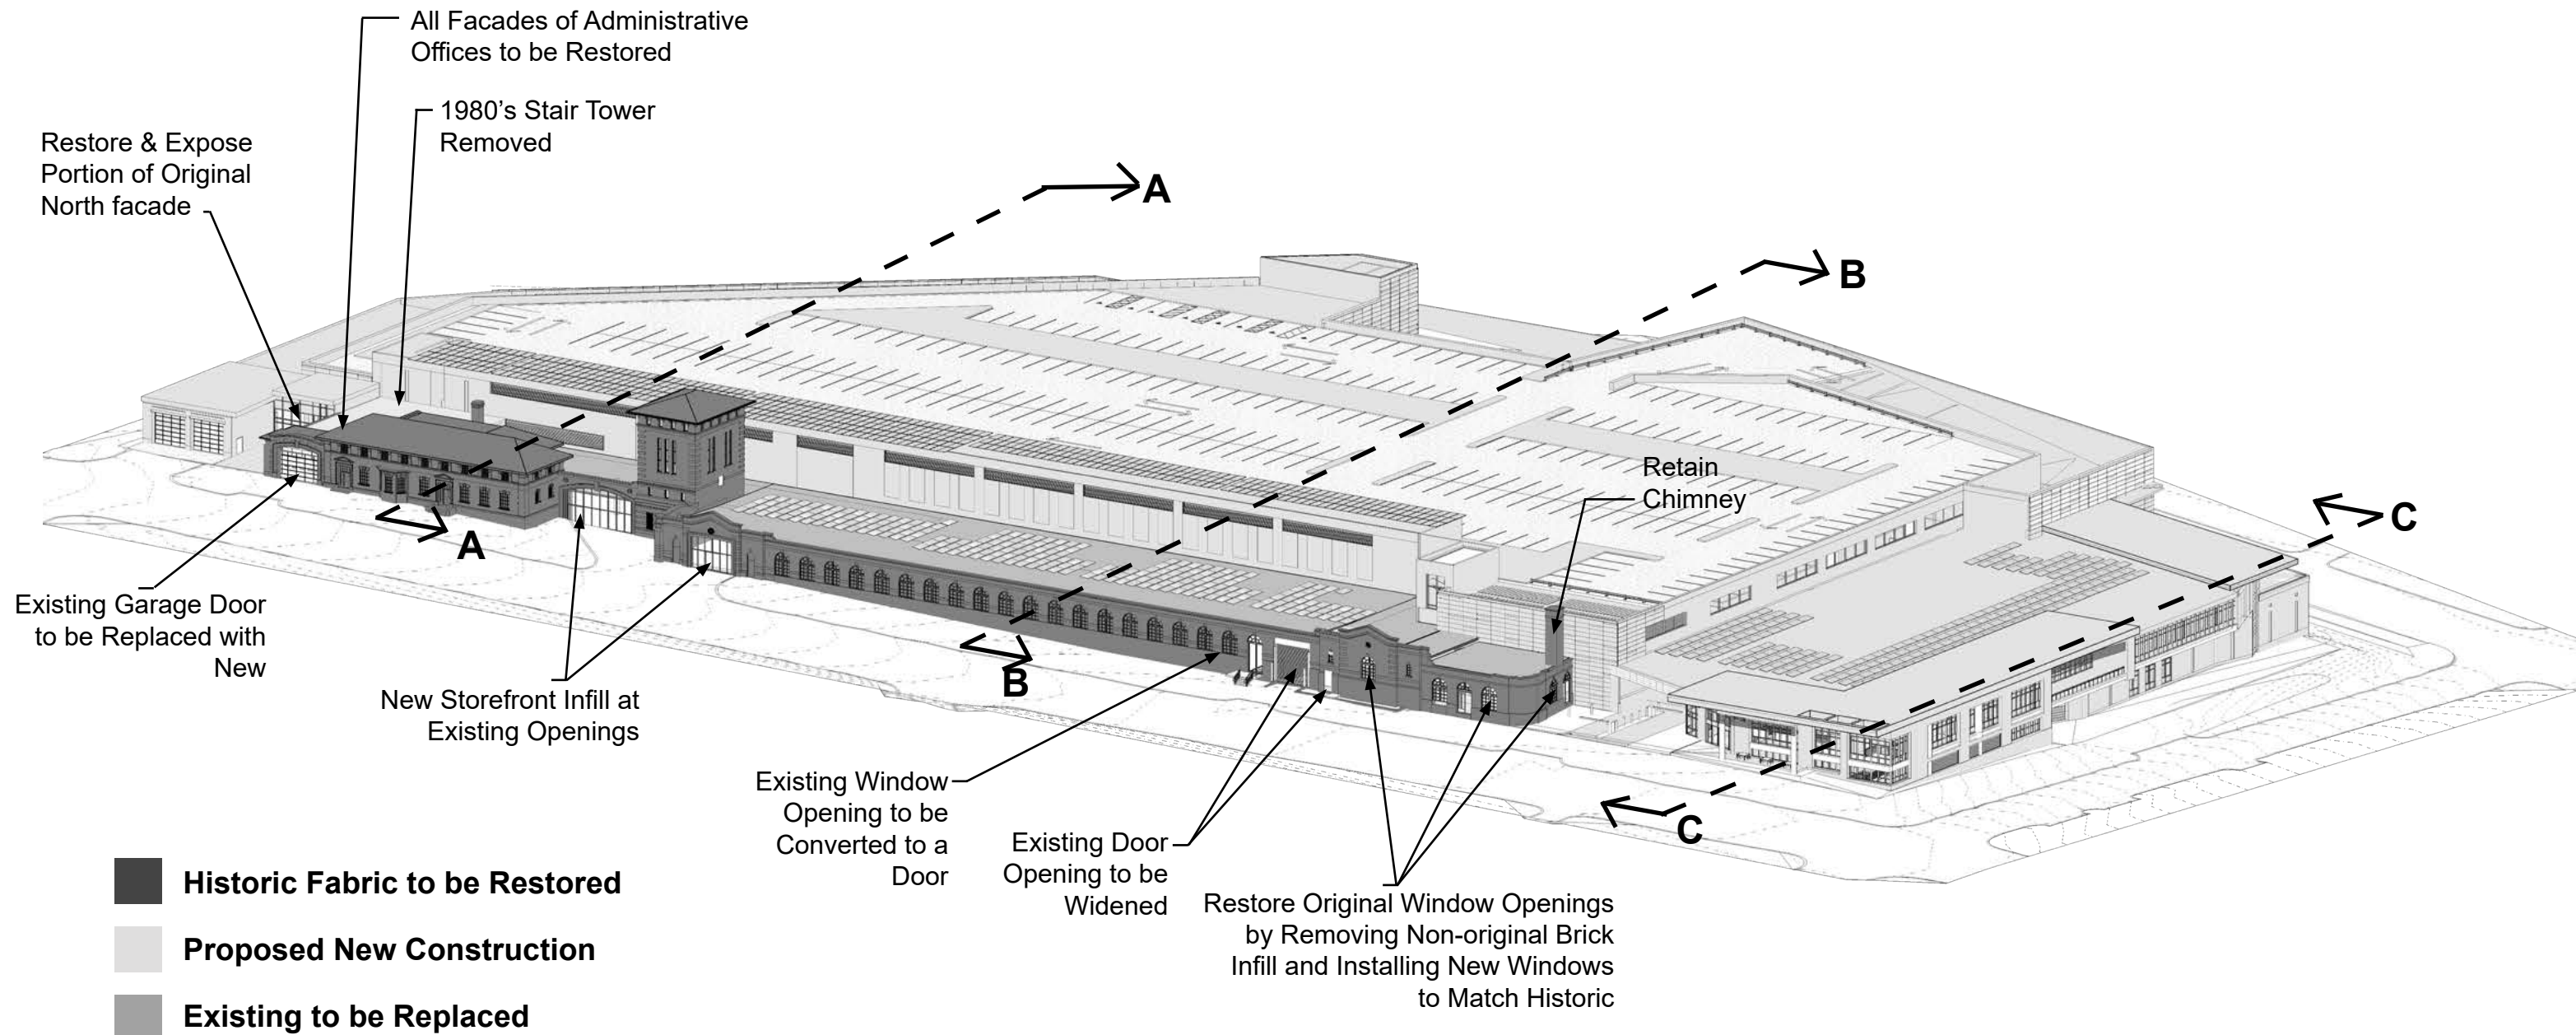 All Facades of Administrative
Offices to be Restored
1980’s Stair Tower
Removed
Restore & Expose
Portion of Original
North facade
A
B
Retain
Chimney
C
A
Existing Garage Door
to be Replaced with
New
B
New Storefront Infill at
Existing Openings
Existing Window
Opening to be
Converted to a
Door
Existing Door
Opening to be
Widened
C
Restore Original Window Openings
by Removing Non-original Brick
Infill and Installing New Windows
to Match Historic
Historic Fabric to be Restored
Proposed New Construction
Existing to be Replaced